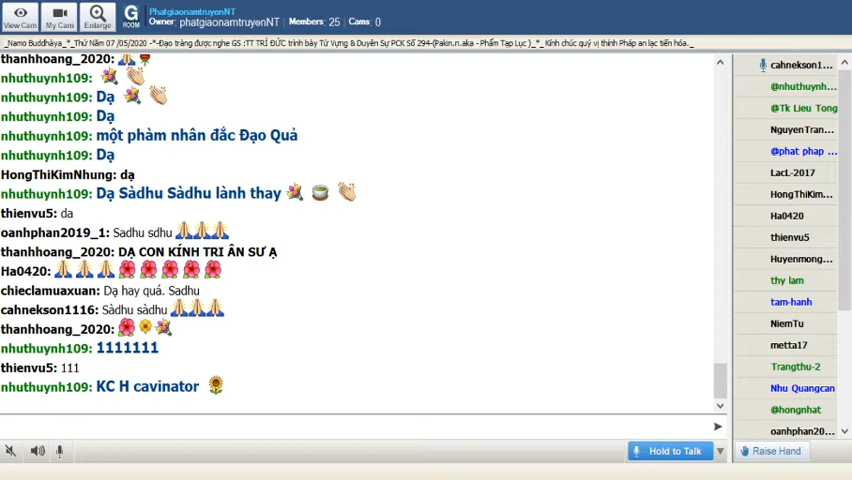 PhatgiaonamtruyenNT
Owner: phatgiaonamtruyenNT Members: 25 Cams: 0
View Cam My Cam Enlarge G ROOM
_Namo Buddhàya_*_Thứ Năm 07 /05/2020 -*-Đạo tràng được nghe GS :TT TRÍ ĐỨC trình bày Tứ Vựng & Duyên Sự PCK Số 294-(Pakin.n.aka - Phẩm Tạp Lục )_*_ Kính chúc quý vị thính Pháp an lạc tiến hóa._
thanhhoang_2020:
nhuthuynh109:
nhuthuynh109: Dạ
nhuthuynh109: Dạ
nhuthuynh109: một phàm nhân đắc Đạo Quả
nhuthuynh109: Dạ
HongThiKimNhung: dạ
nhuthuynh109: Dạ Sàdhu Sàdhu lành thay
thienvu5: da
oanhphan2019_1: Sadhu sdhu
thanhhoang_2020: DẠ CON KÍNH TRI ÂN SƯ Ạ
Ha0420:
chieclamuaxuan: Dạ hay quá. Sadhu
cahnekson1116: Sàdhu sàdhu
thanhhoang_2020:
nhuthuynh109: 1111111
thienvu5: 111
nhuthuynh109: KC H cavinator
Hold to Talk
cahnekson1...
@nhuthuynh...
@Tk Lieu Tong
NguyenTran...
@phat phap ...
LacL-2017
HongThiKim...
Ha0420
thienvu5
Huyenmong...
thy lam
tam-hanh
NiemTu
metta17
Trangthu-2
Nhu Quangcan
@hongnhat
oanhphan20...
Raise Hand